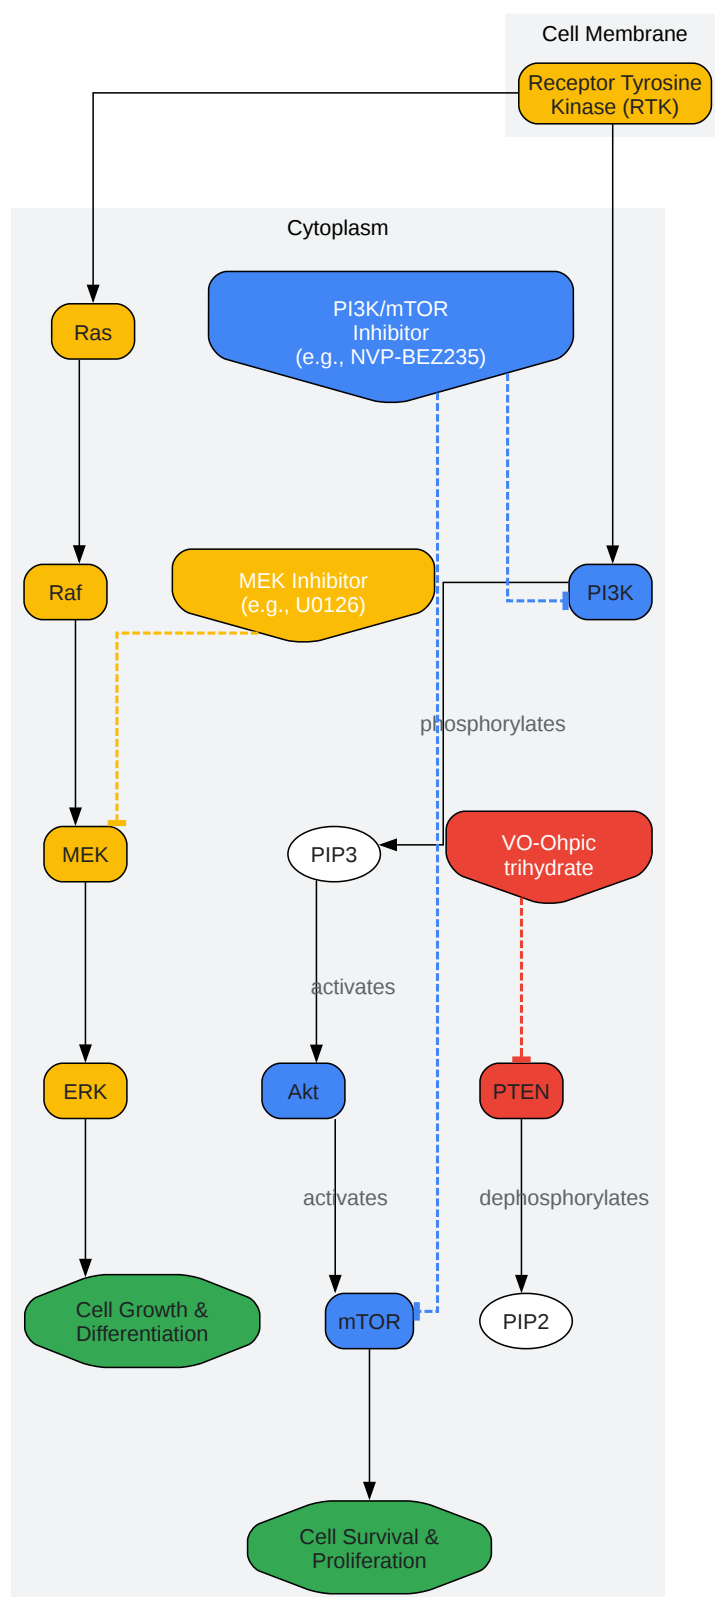 Cell Membrane
Receptor Tyrosine
Kinase (RTK)
Cytoplasm
PI3K/mTOR
Inhibitor
(e.g., NVP-BEZ235)
Ras
MEK Inhibitor
(e.g., U0126)
Raf
PI3K
phosphorylates
VO-Ohpic
trihydrate
MEK
PIP3
activates
ERK
Akt
PTEN
activates
dephosphorylates
Cell Growth &
Differentiation
mTOR
PIP2
Cell Survival &
Proliferation